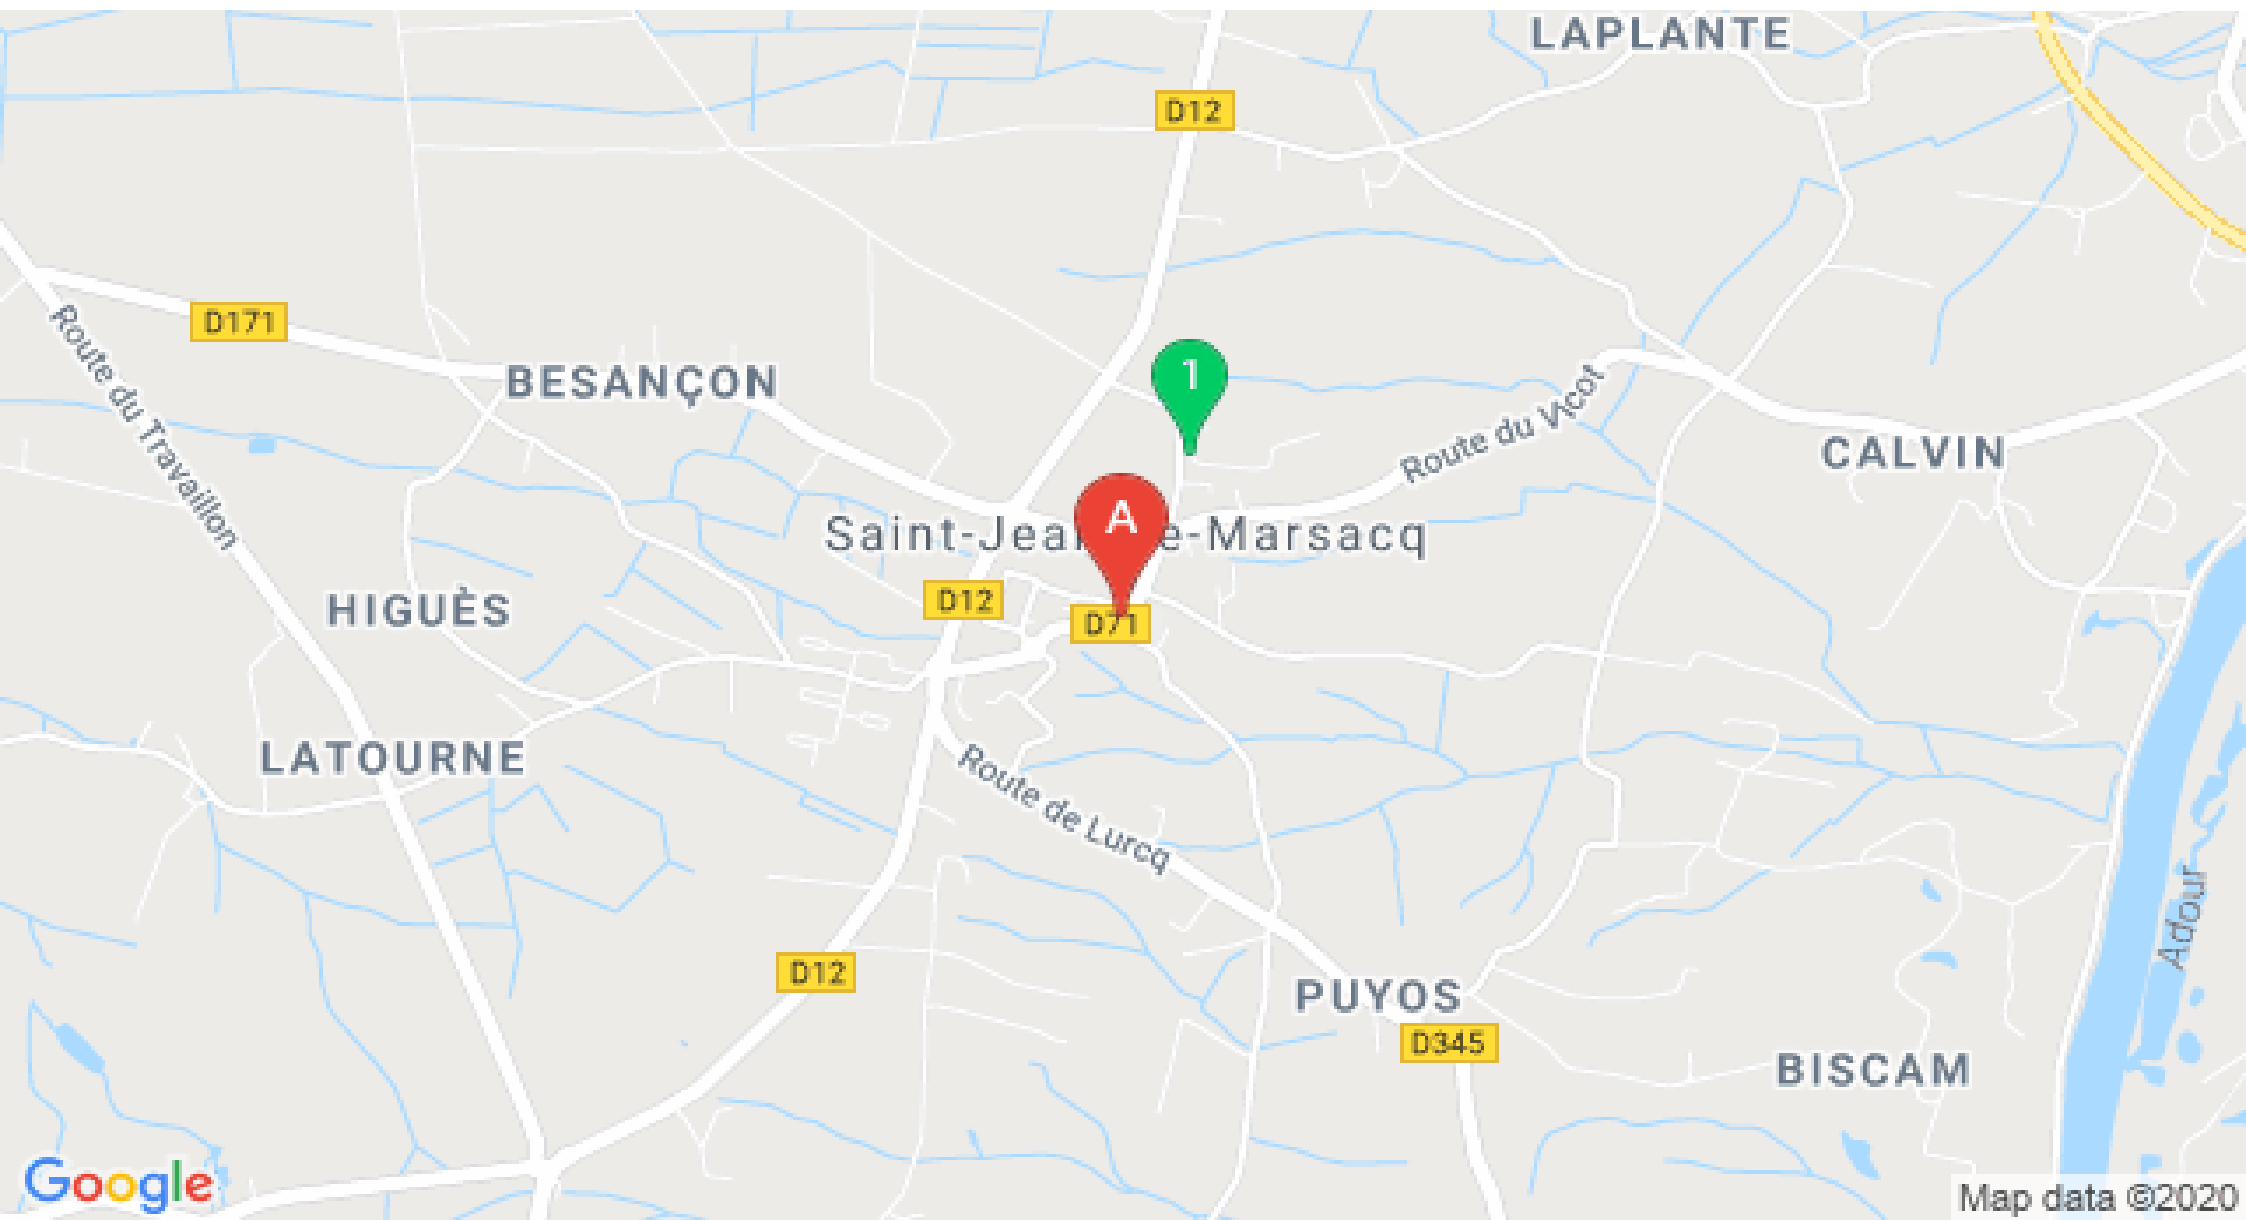 LAPLANTE
D12
D171
Route du Travaillon
BESANÇON
1
Route du Vicot
CALVIN
A
Saint-Jea e-Marsacq
D12
D71
HIGUÈS
LATOURNE
Route de Lurcq
Adour
D12
PUYOS
D345
BISCAM
Google
Map data ©2020